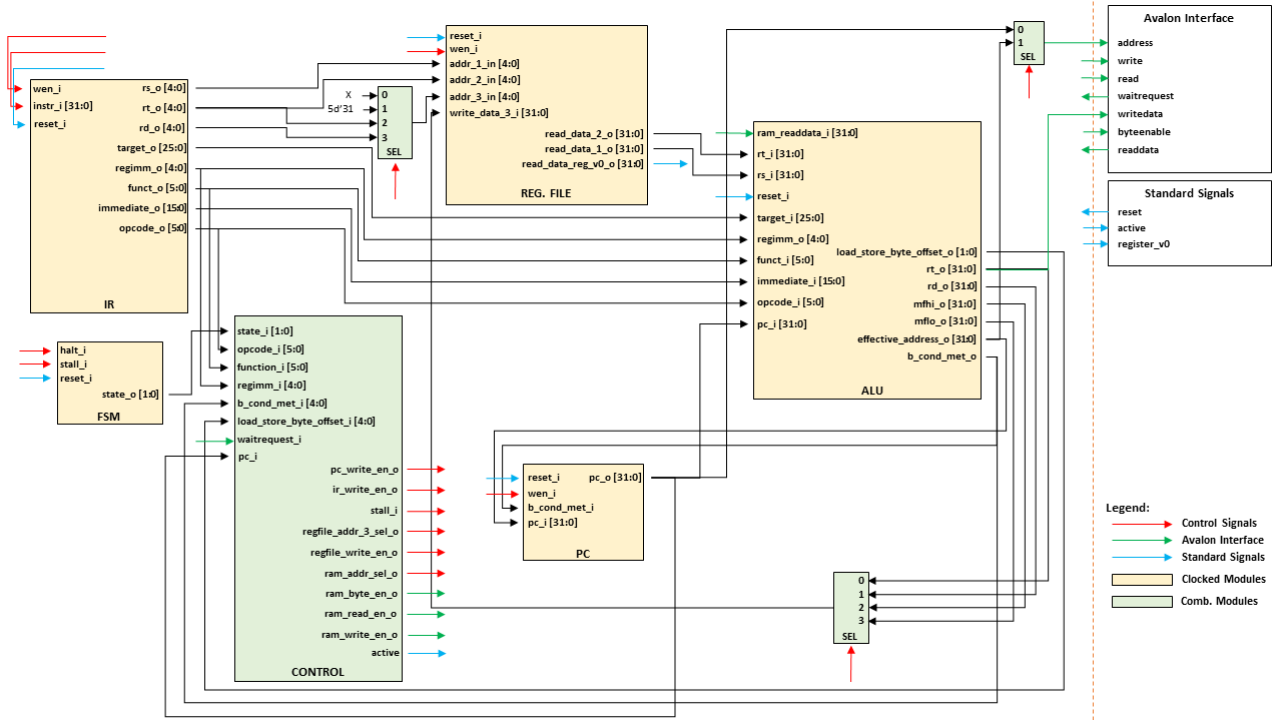 wen_i
instr_i [31:0]
reset_i
rs_o [4:0]
rt_o [4:0]
rd_o [4:0]
target_o [25:0]
regimm_o [4:0]
funct_o [5:0]
immediate_o [15:0]
opcode_o [5:0]
IR
halt_i
stall_i
reset_i
state_o [1:0]
FSM
X
5d'31
0
1
2
3
SEL
reset_i
wen_i
addr_1_in [4:0]
addr_2_in [4:0]
addr_3_in [4:0]
write_data_3_i [31:0]
read_data_2_o [31:0]
read_data_1_o [31:0]
read_data_reg_v0_o [31:0]
REG. FILE
state_i [1:0]
opcode_i [5:0]
function_i [5:0]
regimm_i [4:0]
b_cond_met_i [4:0]
load_store_byte_offset_i [4:0]
waitrequest_i
pc_i
pc_write_en_o
ir_write_en_o
stall_i
regfile_addr_3_sel_o
regfile_write_en_o
ram_addr_sel_o
ram_byte_en_o
ram_read_en_o
ram_write_en_o
active
CONTROL
reset_i
wen_i
b_cond_met_i
pc_i [31:0]
pc_o [31:0]
PC
ram_readdata_i [31:0]
rt_i [31:0]
rs_i [31:0]
reset_i
target_i [25:0]
regimm_o [4:0]
funct_i [5:0]
immediate_i [15:0]
opcode_i [5:0]
pc_i [31:0]
load_store_byte_offset_o [1:0]
rt_o [31:0]
rd_o [31:0]
mfhi_o [31:0]
mflo_o [31:0]
effective_address_o [31:0]
b_cond_met_o
ALU
0
1
2
3
SEL
0
1
SEL
Avalon Interface
address
write
read
waitrequest
writedata
byteenable
readdata
Standard Signals
reset
active
register_v0
Legend:
Control Signals
Avalon Interface
Standard Signals
Clocked Modules
Comb. Modules